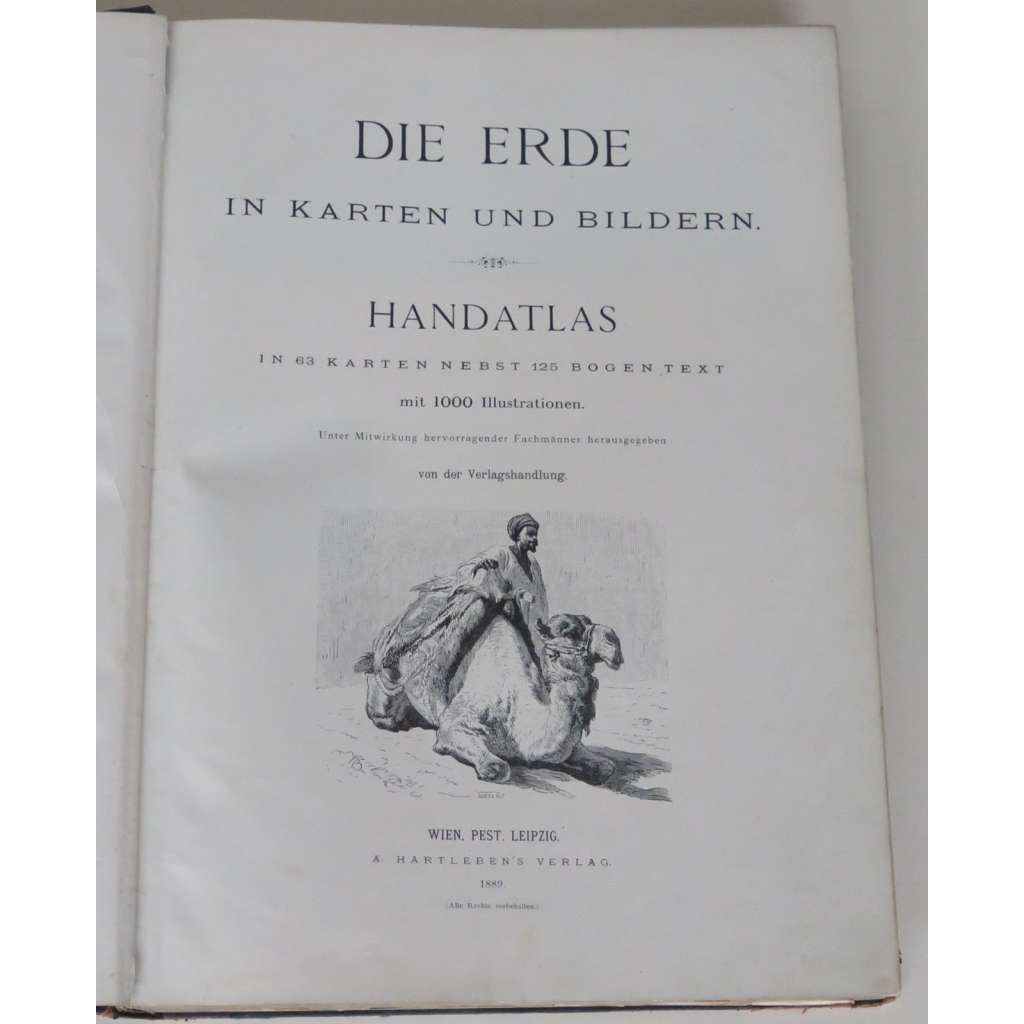 DIE ERDE
IN KARTEN UND BILDERN.
HANDATLAS
IN 63 KARTEN NEBST 125 BOGEN TEXT
mit 1000 Illustrationen.
Unter Mitwirkung hervorragender Fachmänner herausgegeben
von der Verlagshandlung.
WIEN. PEST. LEIPZIG.
A. HARTLEBEN'S VERLAG.
1889.
(Alle Rechte vorbehalten.)